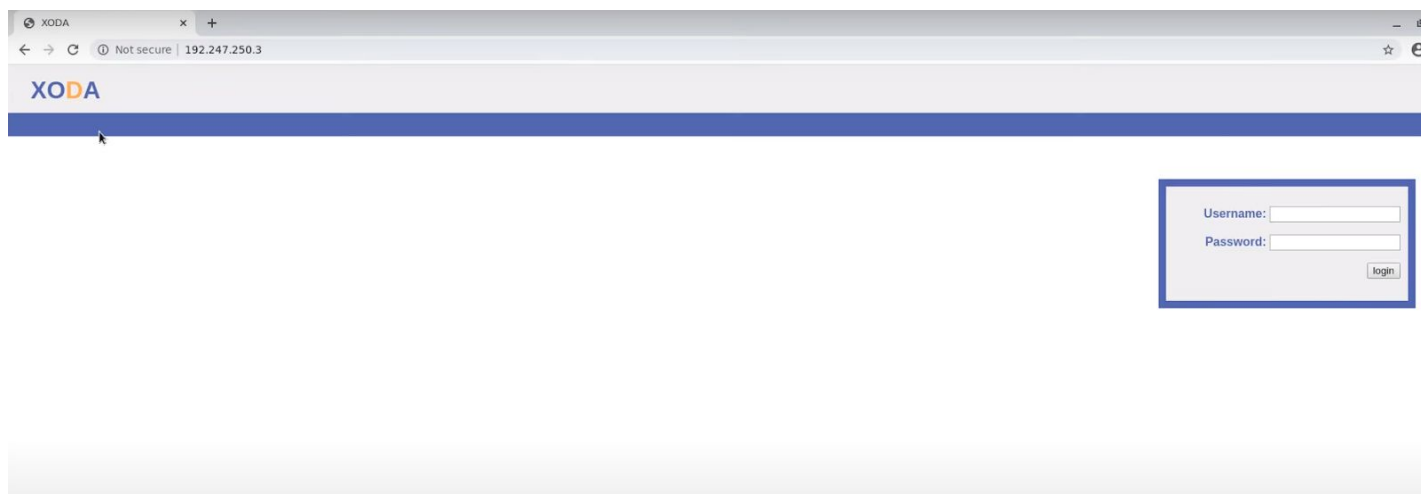 XODA
Not secure | 192.247.250.3
XODA
Username:
Password:
login